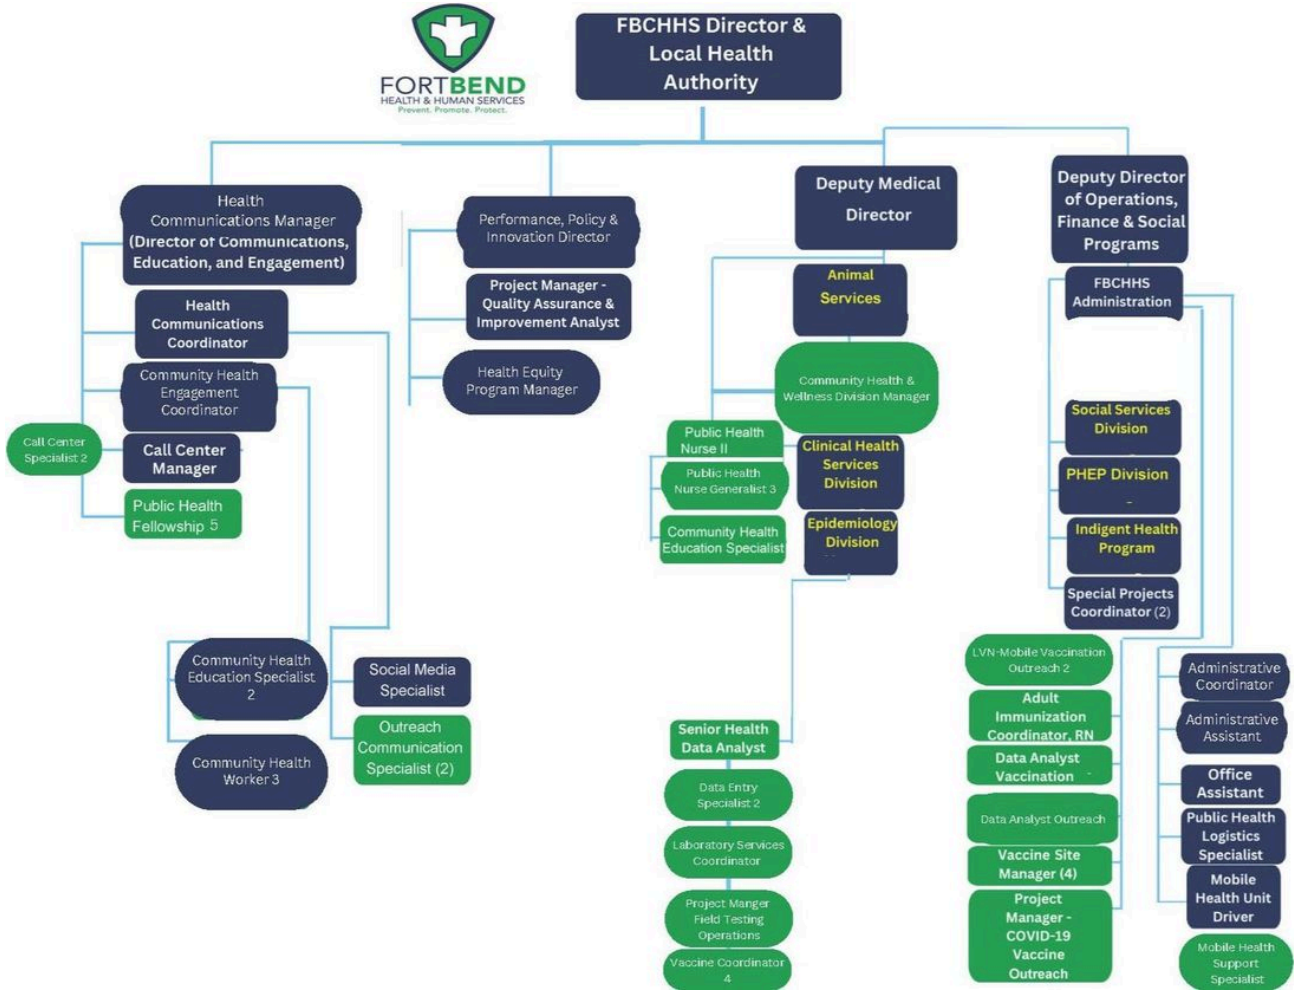 FBCHHS Director &
Local Health
Authority
FORTBEND
HEALTH & HUMAN SERVICES
Prevent. Promote. Protect.
Health
Communications Manager
(Director of Communications,
Education, and Engagement)
Health
Communications
Coordinator
Community Health
Engagement
Coordinator
Call Center
Specialist 2
Call Center
Manager
Public Health
Fellowship 5
Community Health
Education Specialist
2
Community Health
Worker 3
Social Media
Specialist
Outreach
Communication
Specialist (2)
Performance, Policy &
Innovation Director
Project Manager -
Quality Assurance &
Improvement Analyst
Health Equity
Program Manager
Deputy Medical
Director
Animal
Services
Community Health &
Wellness Division Manager
Public Health
Nurse II
Public Health
Nurse Generalist 3
Community Health
Education Specialist
Clinical Health
Services
Division
Epidemiology
Division
Senior Health
Data Analyst
Data Entry
Specialist 2
Laboratory Services
Coordinator
Project Manger
Field Testing
Operations
Vaccine Coordinator
4
Deputy Director
of Operations,
Finance & Social
Programs
FBCHHS
Administration
Social Services
Division
PHEP Division
Indigent Health
Program
Special Projects
Coordinator (2)
LVN-Mobile Vaccination
Outreach 2
Adult
Immunization
Coordinator, RN
Data Analyst
Vaccination
Data Analyst Outreach
Vaccine Site
Manager (4)
Project
Manager -
COVID-19
Vaccine
Outreach
Administrative
Coordinator
Administrative
Assistant
Office
Assistant
Public Health
Logistics
Specialist
Mobile
Health Unit
Driver
Mobile Health
Support
Specialist